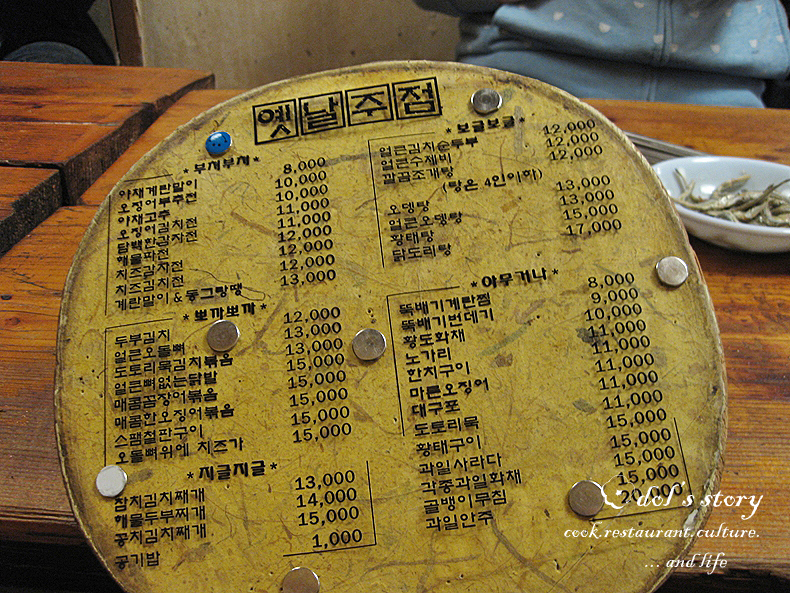 옛날주점
*부쳐부쳐*
야채계란말이 8,000
오징어부추전 10,000
야채고추전 10,000
오징어김치전 11,000
담백한감자전 11,000
해물파전 12,000
치즈김치전 12,000
치즈감자전 12,000
계란말이&동그랑땡 13,000
*뽀까뽀까*
두부김치 12,000
얼큰오돌뼈 13,000
도토리묵김치볶음 13,000
얼큰뼈없는닭발 15,000
매콤곰장어볶음 15,000
매콤한오징어볶음 15,000
스팸철판구이 15,000
오돌뼈위에 치즈가 15,000
*지글지글*
참치김치째개 13,000
해물두부찌개 14,000
꽁치김치째개 15,000
공기밥 1,000
*보글보글*
얼큰김치순두부 12,000
얼큰수제비 12,000
조개탕 12,000
(탕은 4인이하)
오뎅탕 13,000
얼큰오뎅탕 13,000
황태탕 15,000
닭도리탕 17,000
*아무거나*
뚝배기계란찜 8,000
뚝배기번데기 9,000
황도화채 10,000
노가리 11,000
한치구이 11,000
마른오징어 11,000
대구포 11,000
도토리묵 11,000
황태구이 15,000
과일사라다 15,000
각종과일화채 15,000
골뱅이무침 15,000
과일안주 20,000
dol's story
cook.restaurant.culture.
... and life